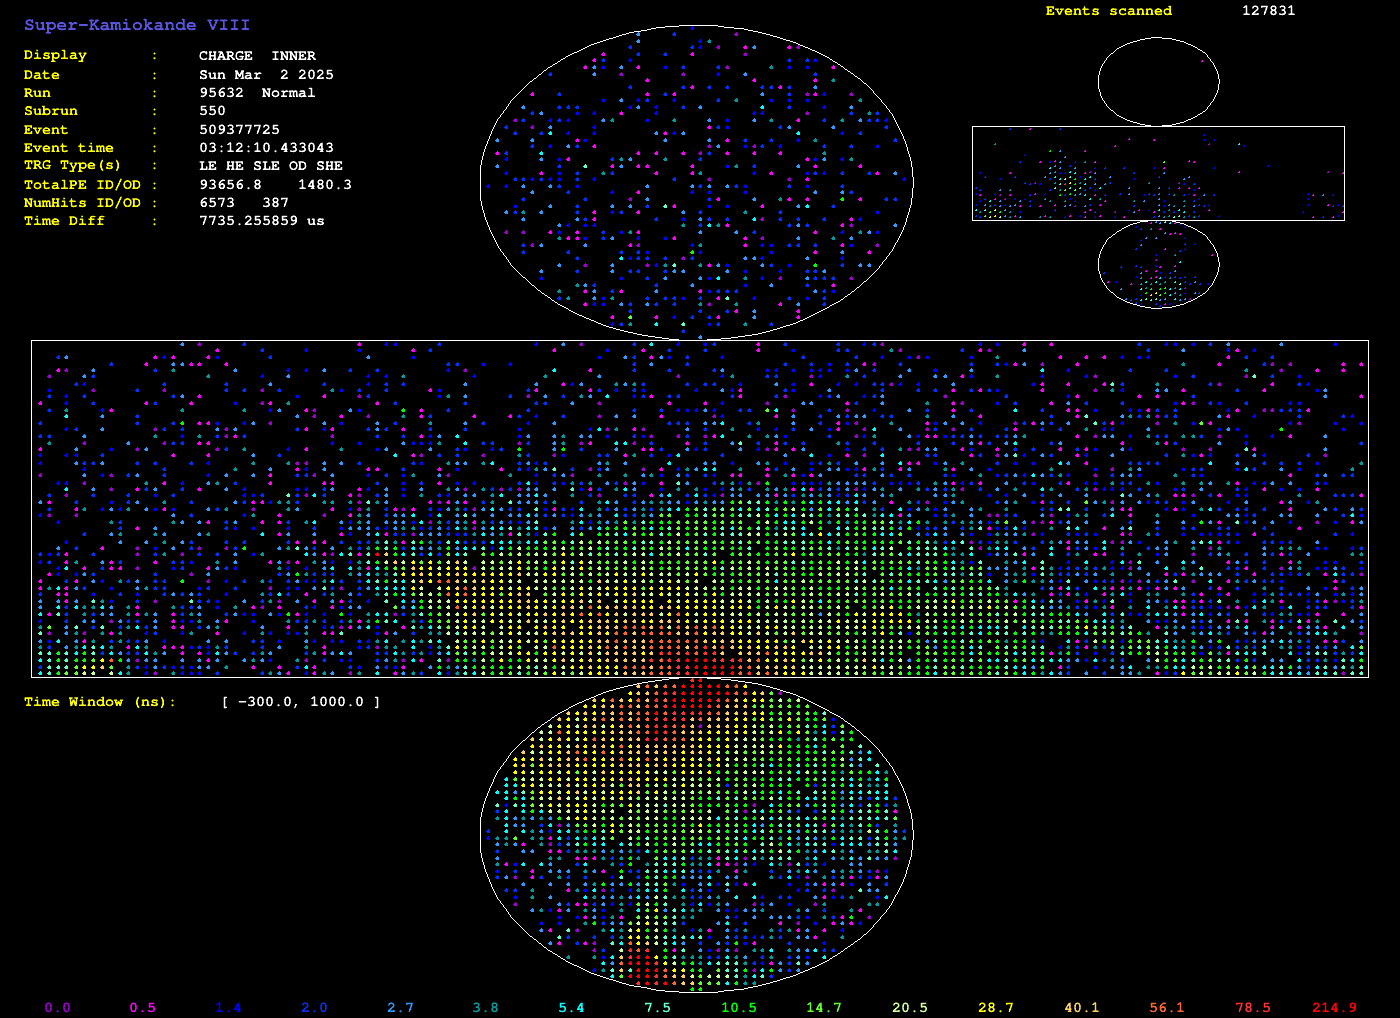 Super-Kamiokande VIII
Events scanned 127831
Display : CHARGE INNER
Date : Sun Mar 2 2025
Run : 95632 Normal
Subrun : 550
Event : 509377725
Event time : 03:12:10.433043
TRG Type(s) : LE HE SLE OD SHE
TotalPE ID/OD : 93656.8 1480.3
NumHits ID/OD : 6573 387
Time Diff : 7735.255859 us
Time Window (ns): [ -300.0, 1000.0 ]
0.0 0.5 1.4 2.0 2.7 3.8 5.4 7.5 10.5 14.7 20.5 28.7 40.1 56.1 78.5 214.9